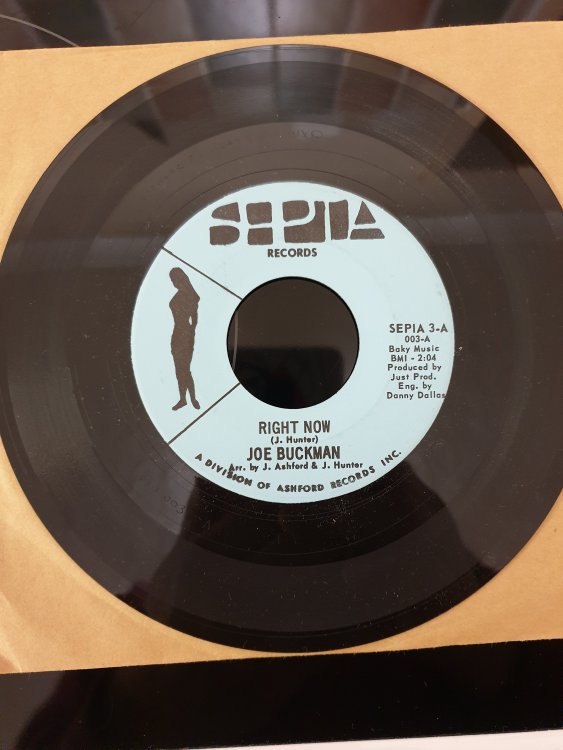 SEPIA
RECORDS
SEPIA 3-A
003-A
Baky Music
BMI - 2:04
Produced by
Just Prod.
Eng. by
Danny Dallas
RIGHT NOW
(J. Hunter)
JOE BUCKMAN
Arr. by J. Ashford & J. Hunter
A DIVISION OF ASHFORD RECORDS INC.